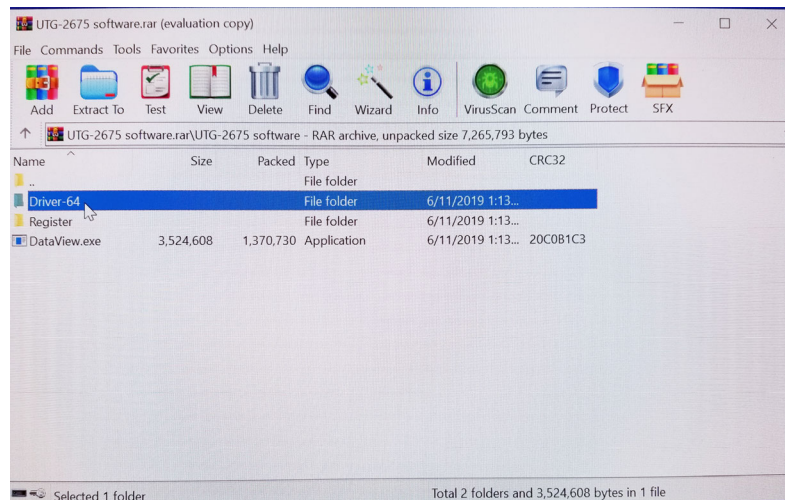 UTG-2675 software.rar (evaluation copy)
File Commands Tools Favorites Options Help
Add Extract To Test View Delete Find Wizard Info VirusScan Comment Protect SFX
UTG-2675 software.rar\UTG-2675 software - RAR archive, unpacked size 7,265,793 bytes
Name Size Packed Type Modified CRC32
.. File folder
Driver-64 File folder 6/11/2019 1:13...
Register File folder 6/11/2019 1:13...
DataView.exe 3,524,608 1,370,730 Application 6/11/2019 1:13... 20C0B1C3
Selected 1 folder Total 2 folders and 3,524,608 bytes in 1 file